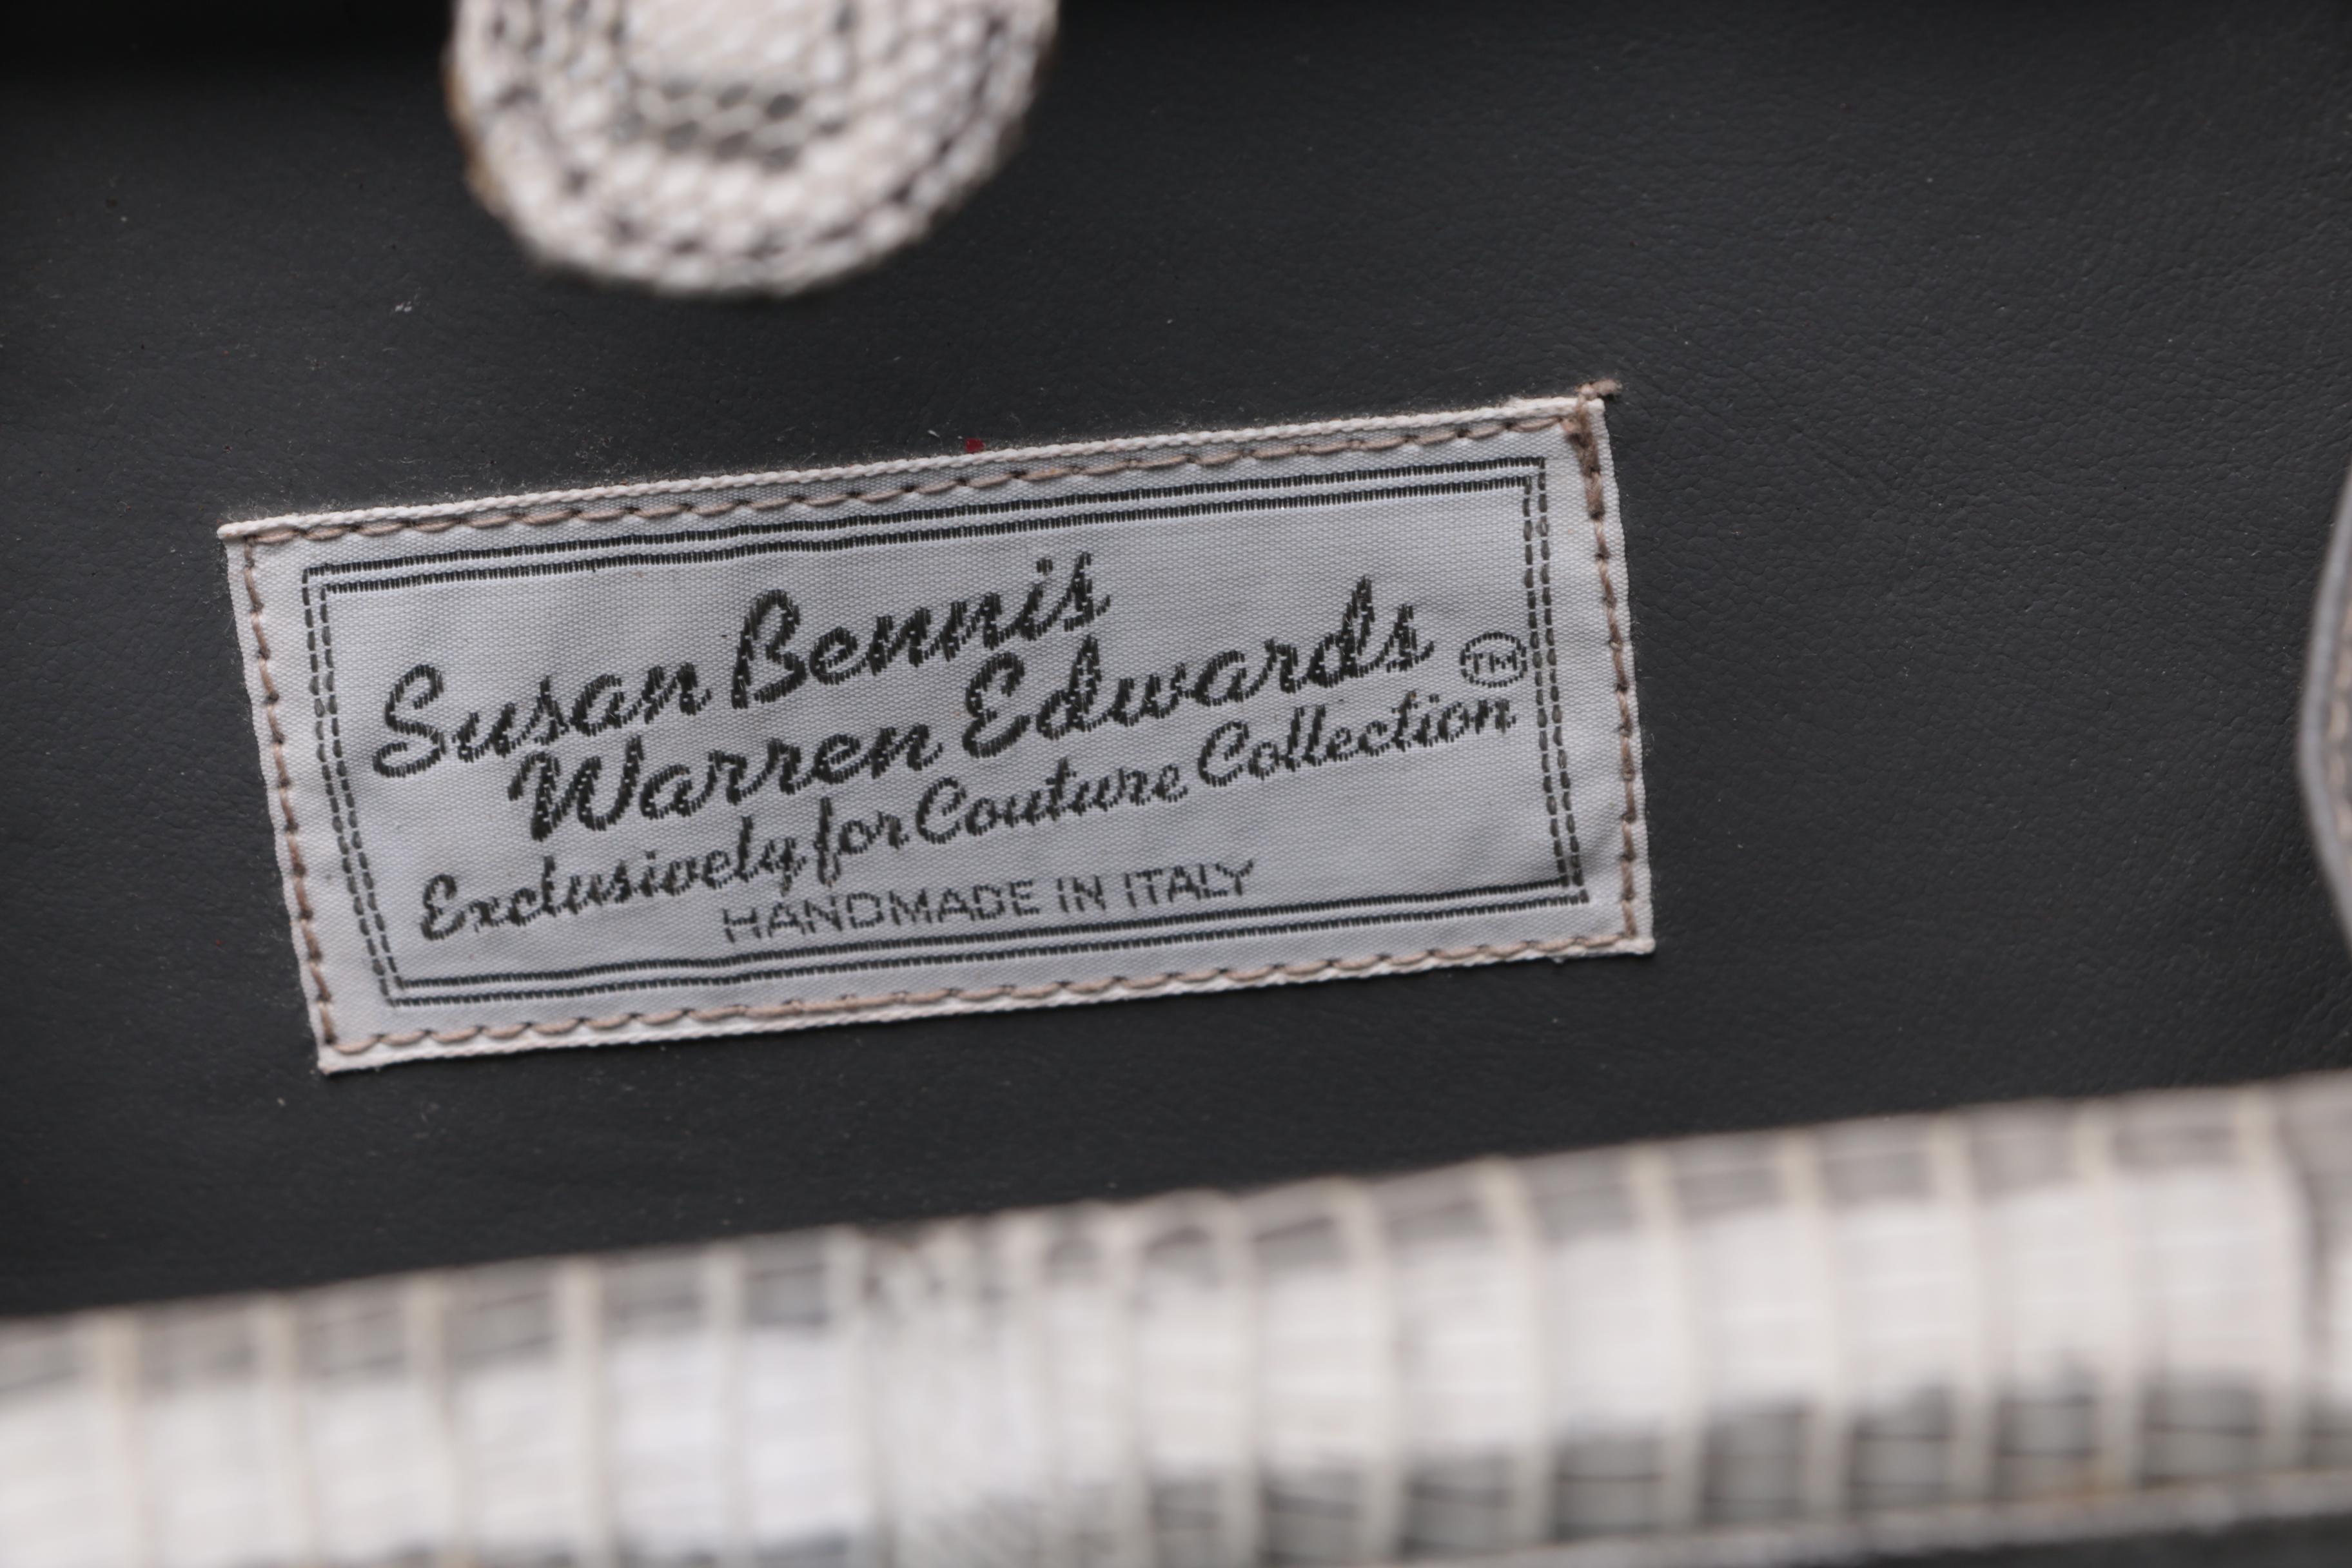 Susan Bennis
Warren Edwards ™
Exclusively for Couture Collection
HANDMADE IN ITALY